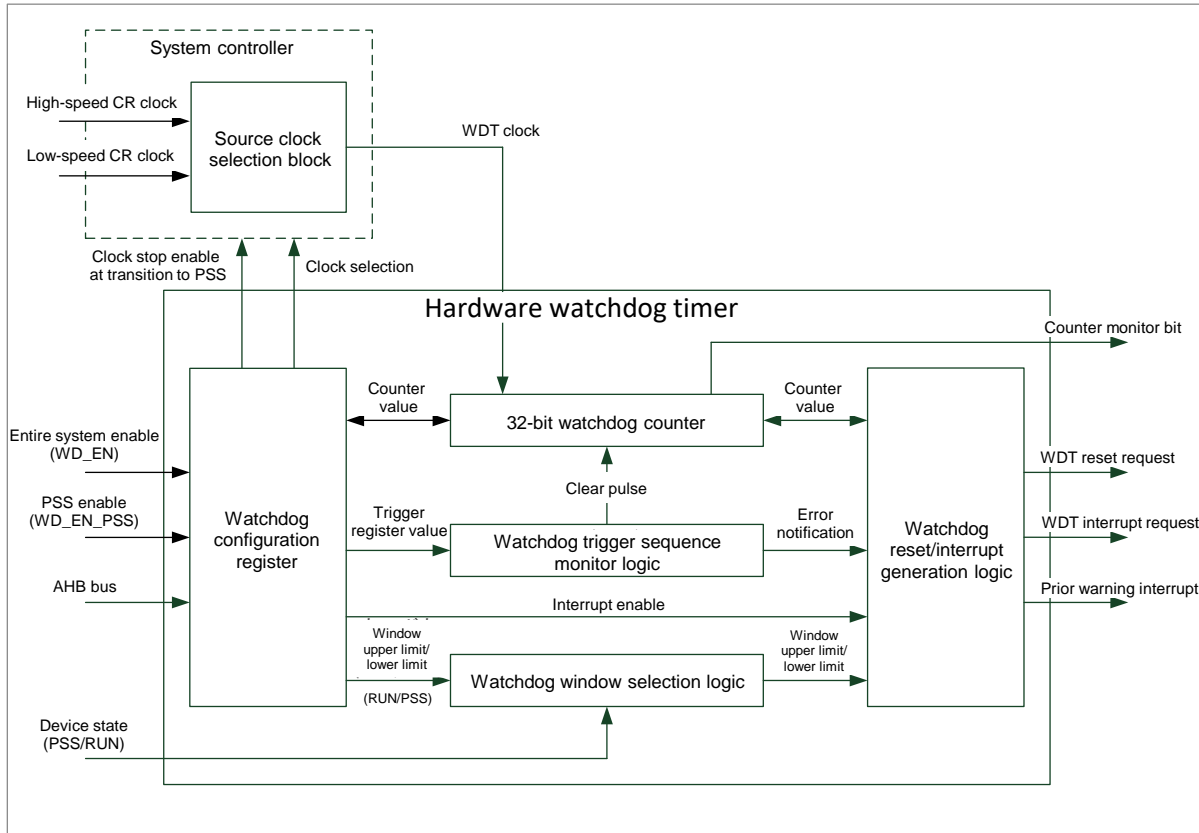 System controller
High-speed CR clock
Low-speed CR clock
Source clock
selection block
WDT clock
Clock stop enable
at transition to PSS
Clock selection
Hardware watchdog timer
Counter monitor bit
Counter
value
32-bit watchdog counter
Counter
value
Entire system enable
(WD_EN)
WDT reset request
Clear pulse
PSS enable
(WD_EN_PSS)
Watchdog
configuration
register
Trigger
register value
Watchdog trigger sequence
monitor logic
Error
notification
Watchdog
reset/interrupt
generation logic
WDT interrupt request
AHB bus
Interrupt enable
Prior warning interrupt
Window
upper limit/
lower limit
(RUN/PSS)
Watchdog window selection logic
Window
upper limit/
lower limit
Device state
(PSS/RUN)